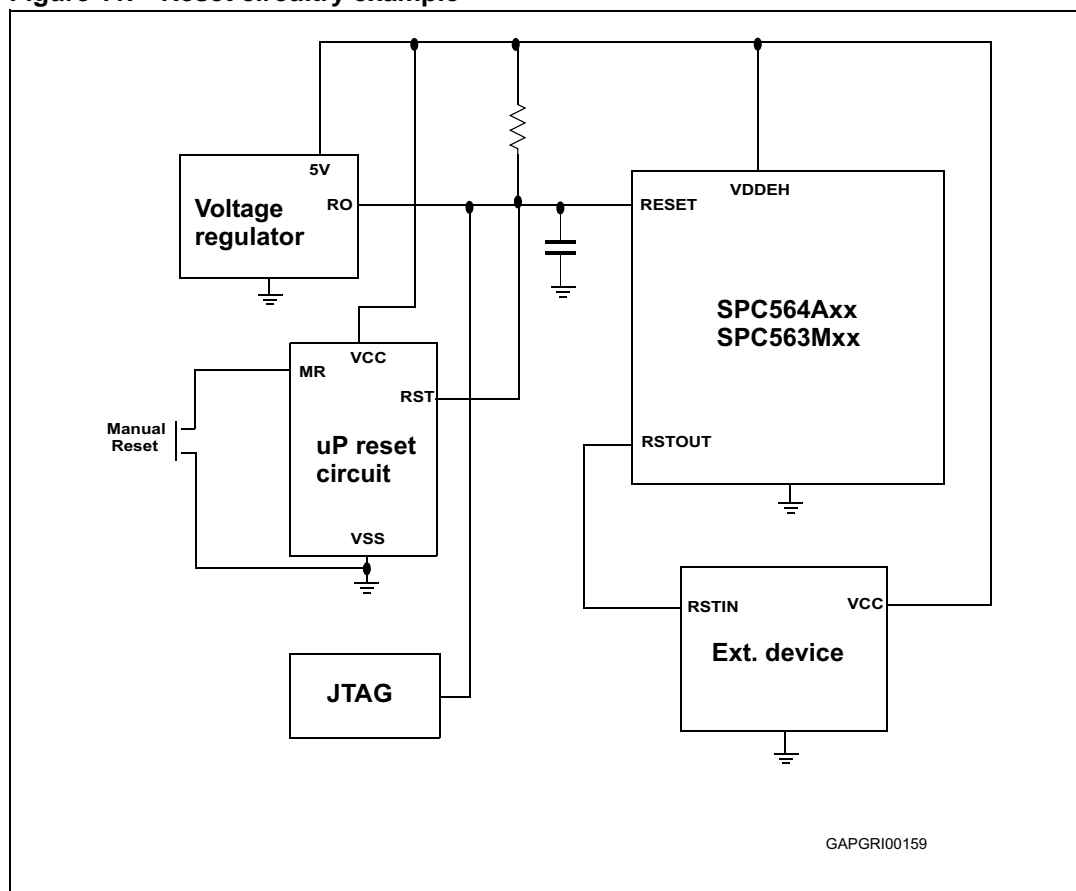 5V
VDDEH
Voltage
regulator
RO
RESET
SPC564Axx
SPC563Mxx
VCC
MR
RST
Manual
Reset
uP reset
circuit
RSTOUT
VSS
RSTIN
VCC
Ext. device
JTAG
GAPGRI00159